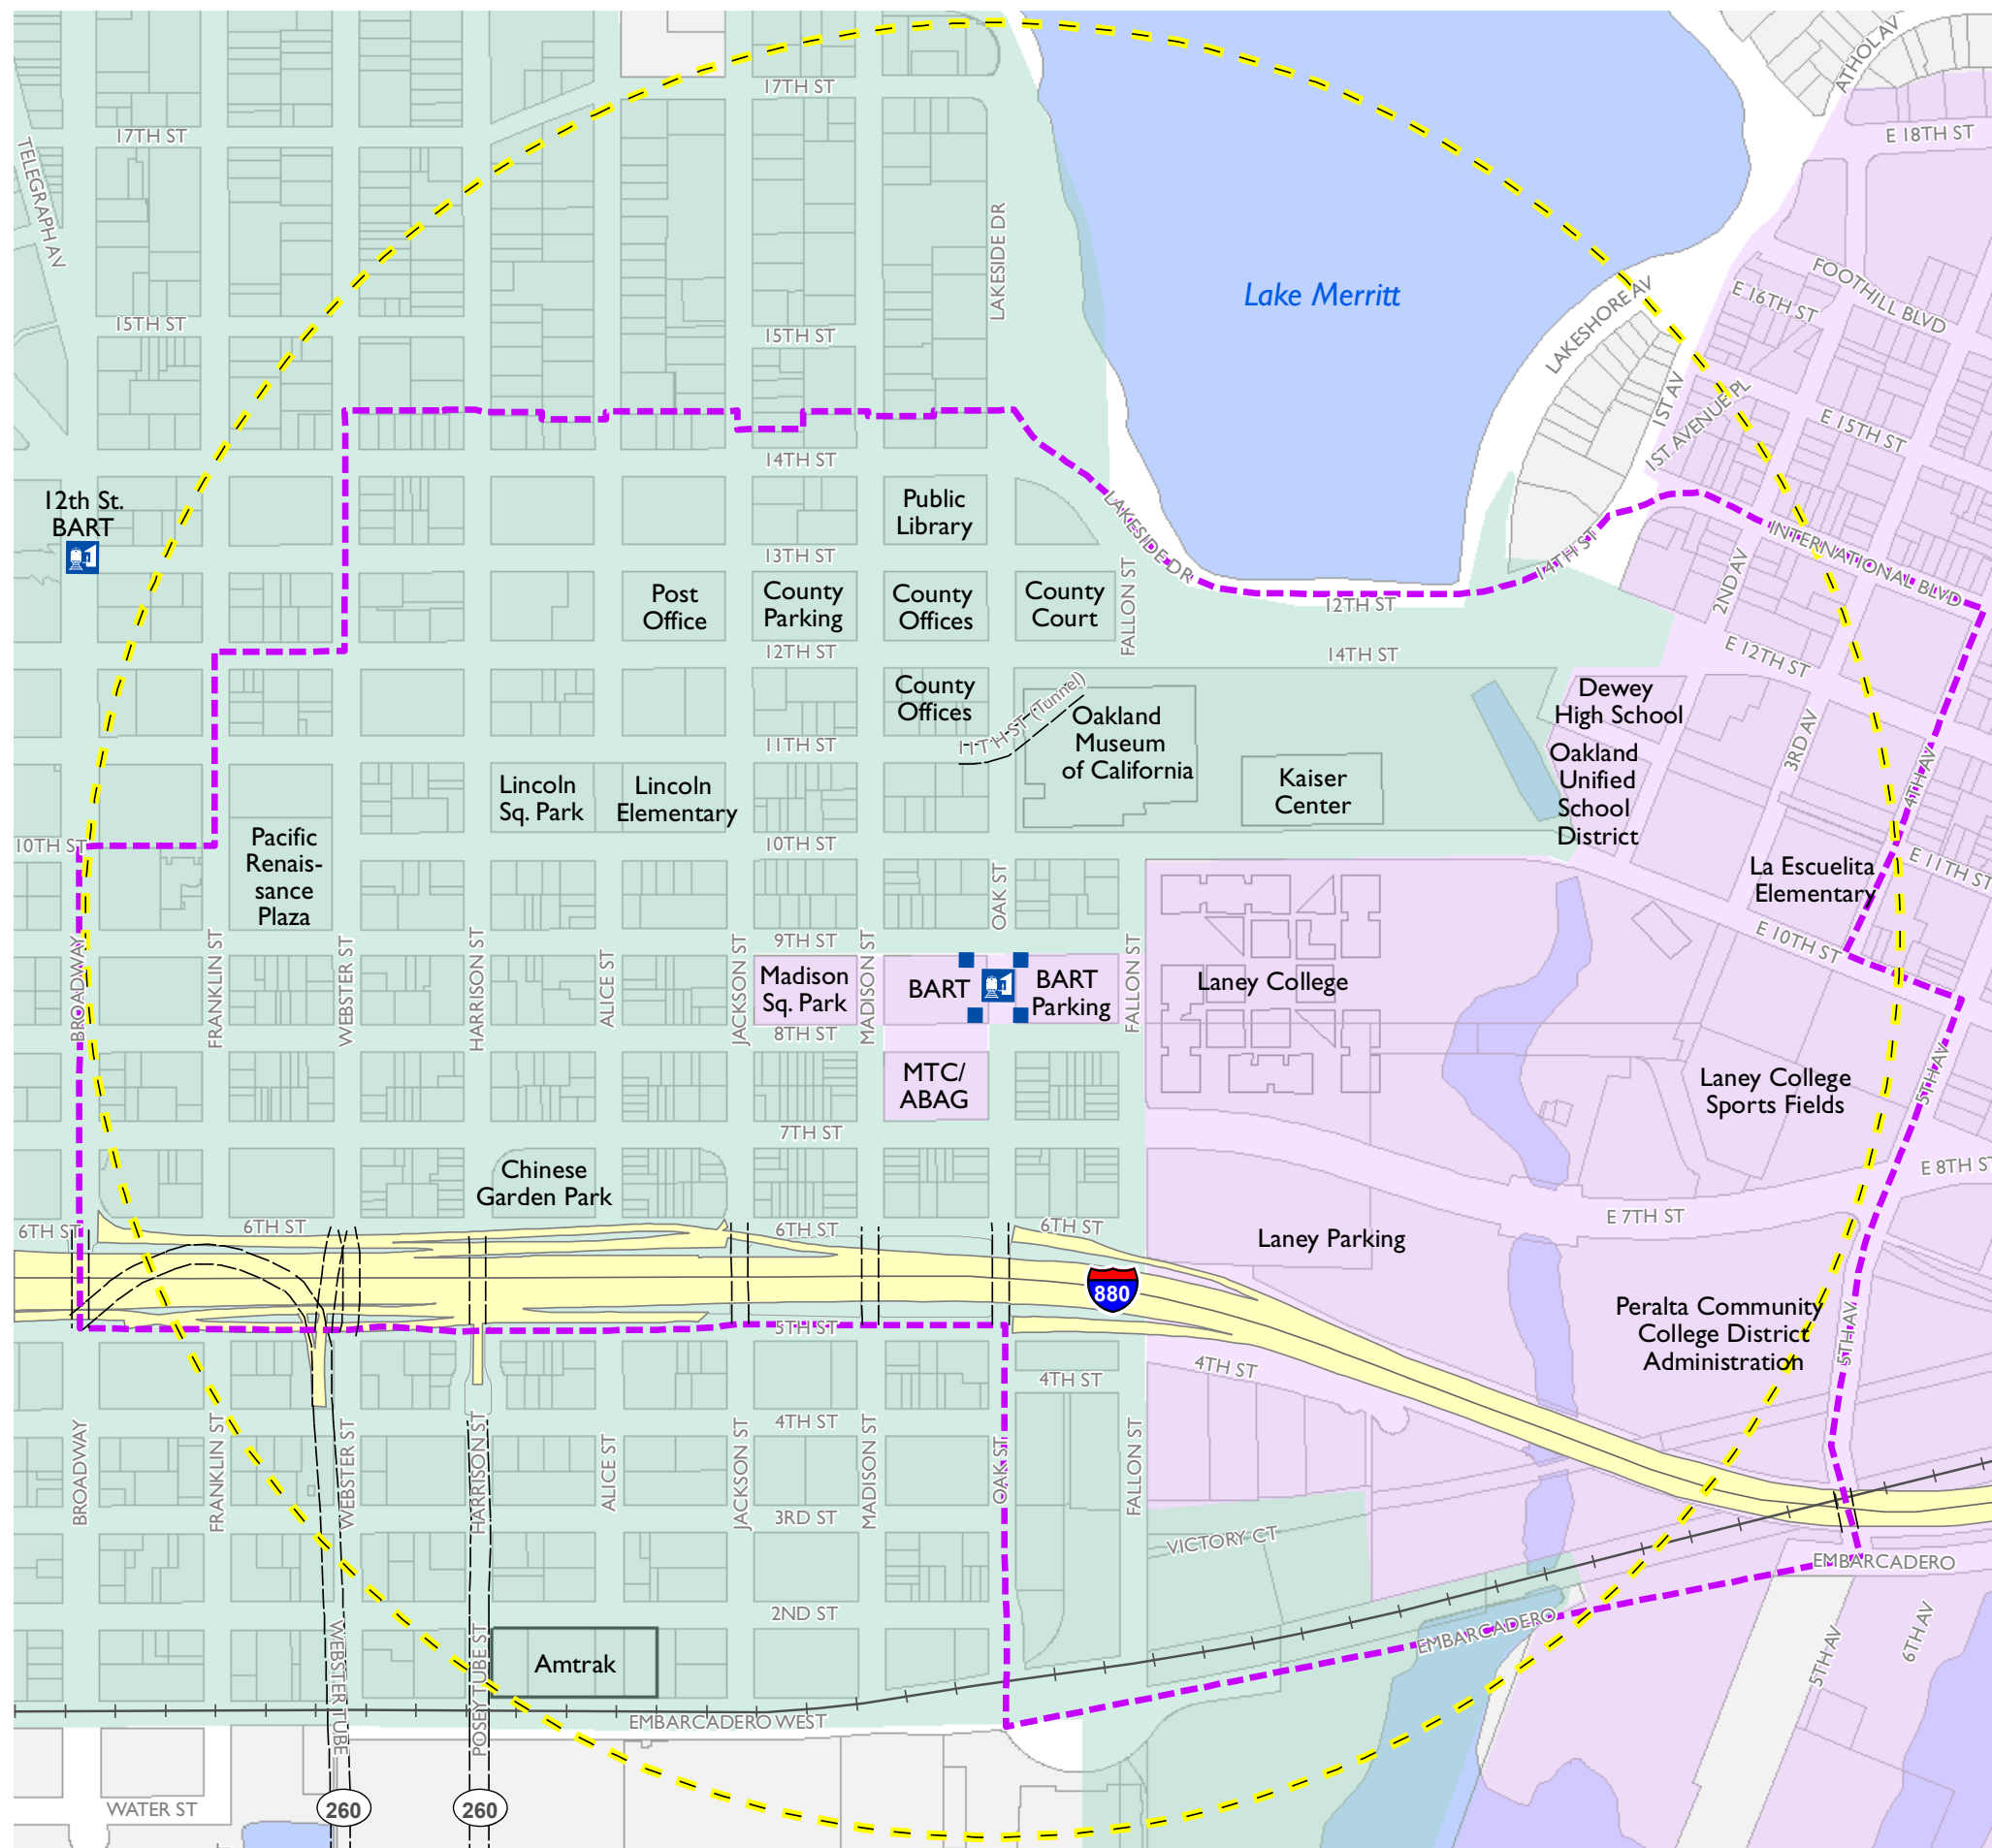 ATHOL AV
17TH ST
17TH ST
E 18TH ST
TELEGRAPH AV
LAKESIDE DR
FOOTHILL BLVD
E 16TH ST
Lake Merritt
LAKESHORE AV
15TH ST
15TH ST
1ST AV
1ST AVENUE PL
E 15TH ST
14TH ST
12th St.
BART
Public
Library
LAKESIDE DR
14TH ST
INTERNATIONAL BLVD
13TH ST
FALLON ST
2ND AV
Post
Office
County
Parking
County
Offices
County
Court
12TH ST
12TH ST
14TH ST
E 12TH ST
County
Offices
11TH ST (Tunnel)
Oakland
Museum
of California
Dewey
High School
3RD AV
4TH AV
11TH ST
Oakland
Unified
School
District
Lincoln
Sq. Park
Lincoln
Elementary
Kaiser
Center
10TH ST
10TH ST
Pacific
Renais-
sance
Plaza
OAK ST
La Escuelita
Elementary
E 11TH ST
E 10TH ST
9TH ST
BROADWAY
FRANKLIN ST
WEBSTER ST
HARRISON ST
ALICE ST
JACKSON ST
MADISON ST
FALLON ST
Madison
Sq. Park
BART
BART
Parking
Laney College
8TH ST
MTC/
ABAG
Laney College
Sports Fields
5TH AV
7TH ST
Chinese
Garden Park
E 8TH ST
E 7TH ST
6TH ST
6TH ST
6TH ST
6TH ST
Laney Parking
880
Peralta Community
College District
Administration
5TH AV
5TH ST
4TH ST
4TH ST
4TH ST
BROADWAY
FRANKLIN ST
WEBSTER ST
HARRISON ST
ALICE ST
JACKSON ST
MADISON ST
OAK ST
FALLON ST
3RD ST
VICTORY CT
EMBARCADERO
2ND ST
EMBARCADERO
5TH AV
6TH AV
Amtrak
WEBSTER TUBE
POSEY TUBE ST
EMBARCADERO WEST
WATER ST
260
260